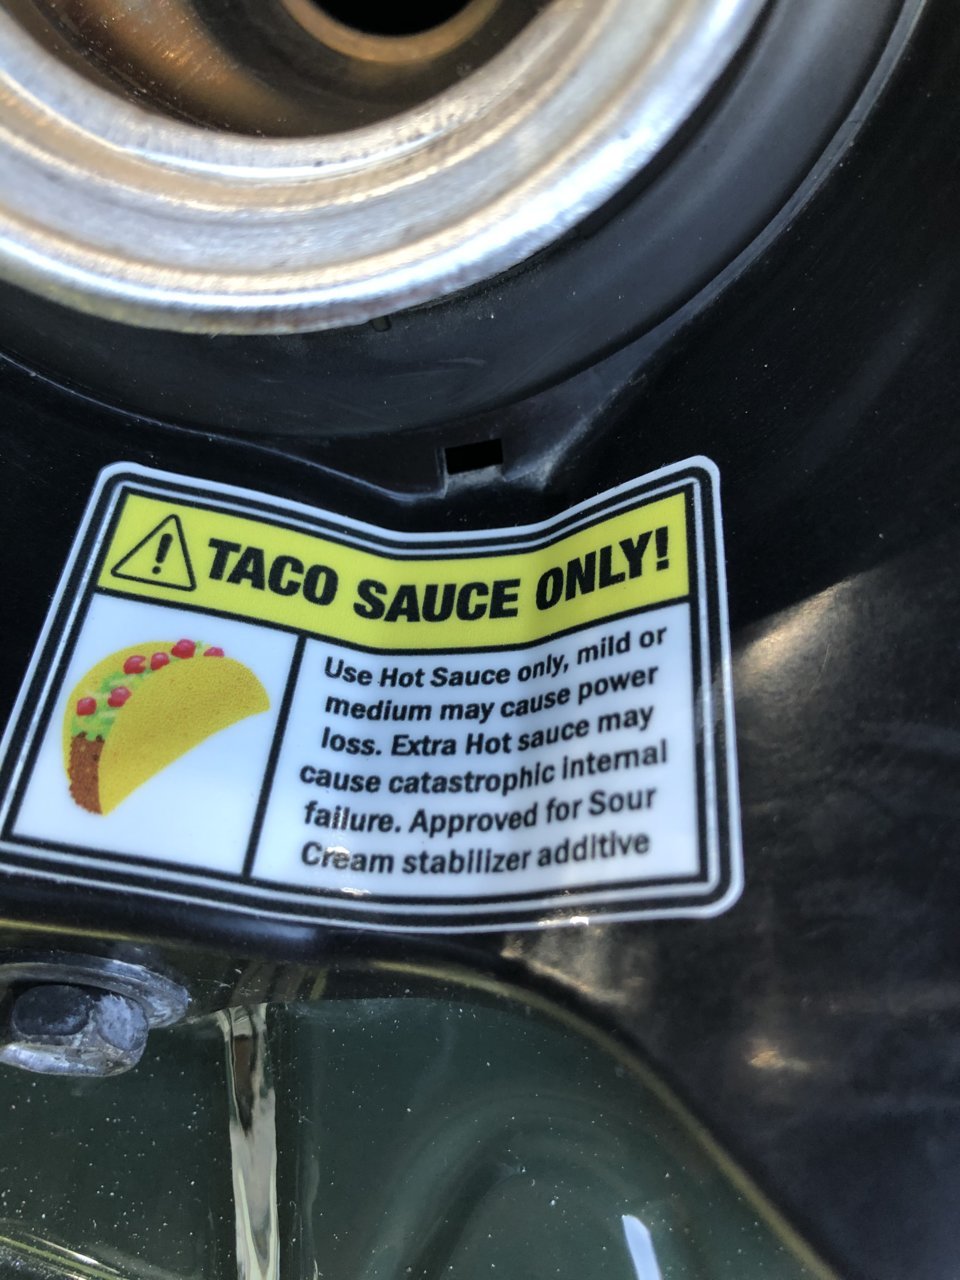 TACO SAUCE ONLY!
Use Hot Sauce only, mild or
medium may cause power
loss. Extra Hot sauce may
cause catastrophic internal
failure. Approved for Sour
Cream stabilizer additive